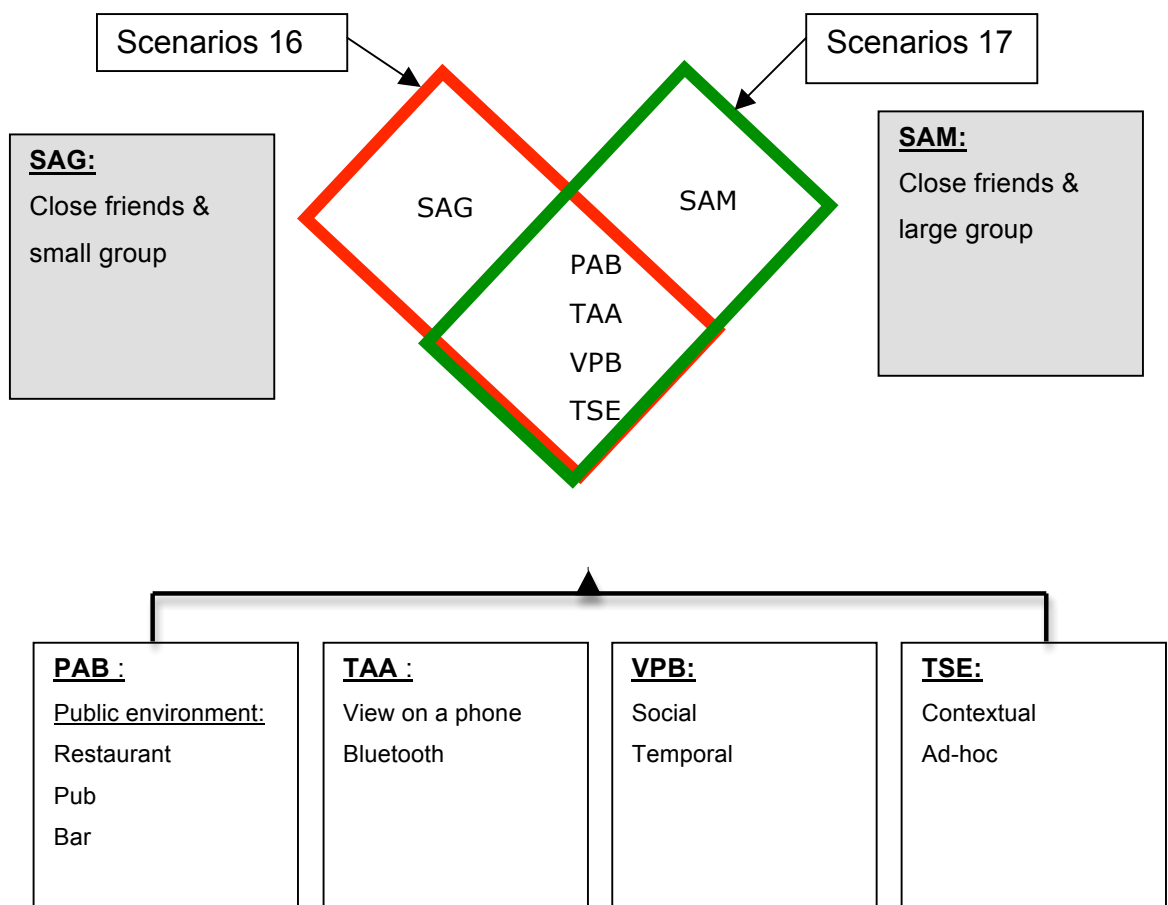 Scenarios 16
Scenarios 17
SAG:
Close friends &
small group
SAM:
Close friends &
large group
SAG
SAM
PAB
TAA
VPB
TSE
PAB :
Public environment:
Restaurant
Pub
Bar
TAA :
View on a phone
Bluetooth
VPB:
Social
Temporal
TSE:
Contextual
Ad-hoc